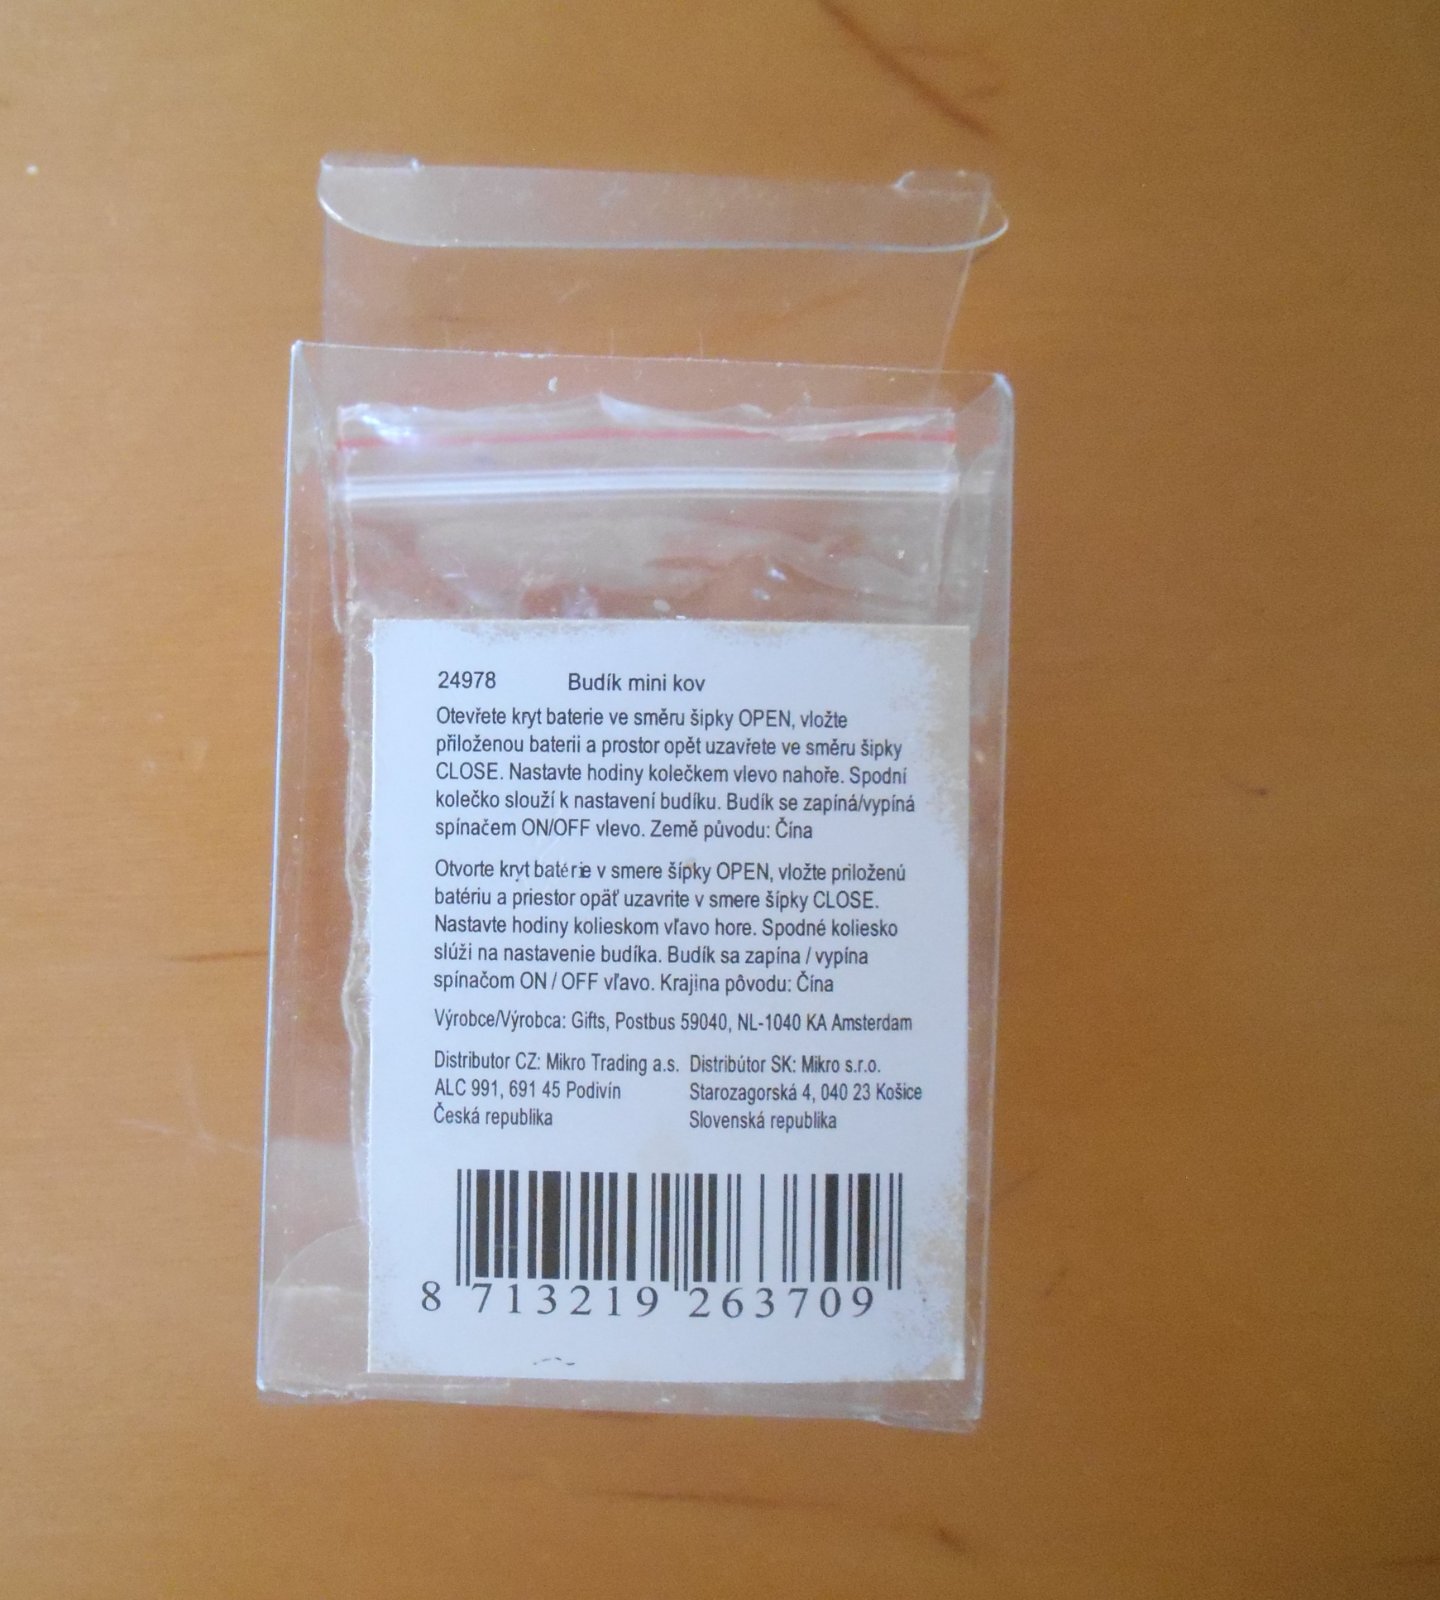 24978 Budík mini kov
Otevřete kryt baterie ve směru šipky OPEN, vložte
přiloženou baterii a prostor opět uzavřete ve směru šipky
CLOSE. Nastavte hodiny kolečkem vlevo nahoře. Spodní
kolečko slouží k nastavení budíku. Budík se zapíná/vypíná
spínačem ON/OFF vlevo. Země původu: Čína
Otvorte kryt batérie v smere šípky OPEN, vložte priloženú
batériu a priestor opäť uzavrite v smere šípky CLOSE.
Nastavte hodiny kolieskom vľavo hore. Spodné koliesko
slúži na nastavenie budíka. Budík sa zapína / vypína
spínačom ON / OFF vľavo. Krajina pôvodu: Čína
Výrobce/Výrobca: Gifts, Postbus 59040, NL-1040 KA Amsterdam
Distributor CZ: Mikro Trading a.s.
ALC 991, 691 45 Podivín
Česká republika
Distribútor SK: Mikro s.r.o.
Starozagorská 4, 040 23 Košice
Slovenská republika
8 713219 263709